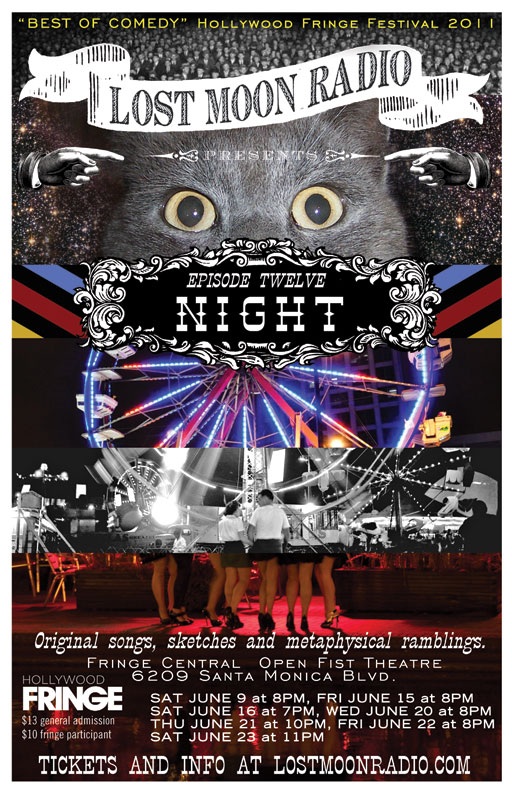 "BEST OF COMEDY" HOLLYWOOD FRINGE FESTIVAL 2011
LOST MOON RADIO
PRESENTS
EPISODE TWELVE
NIGHT
Original songs, sketches and metaphysical ramblings.
FRINGE CENTRAL OPEN FIST THEATRE
6209 SANTA MONICA BLVD.
HOLLYWOOD
FRINGE
$13 general admission
$10 fringe participant
SAT JUNE 9 at 8PM, FRI JUNE 15 at 8PM
SAT JUNE 16 at 7PM, WED JUNE 20 at 8PM
THU JUNE 21 at 10PM, FRI JUNE 22 at 8PM
SAT JUNE 23 at 11PM
TICKETS AND INFO AT LOSTMOONRADIO.COM